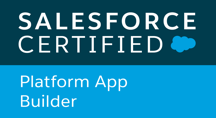 SALESFORCE
CERTIFIED
Platform App
Builder